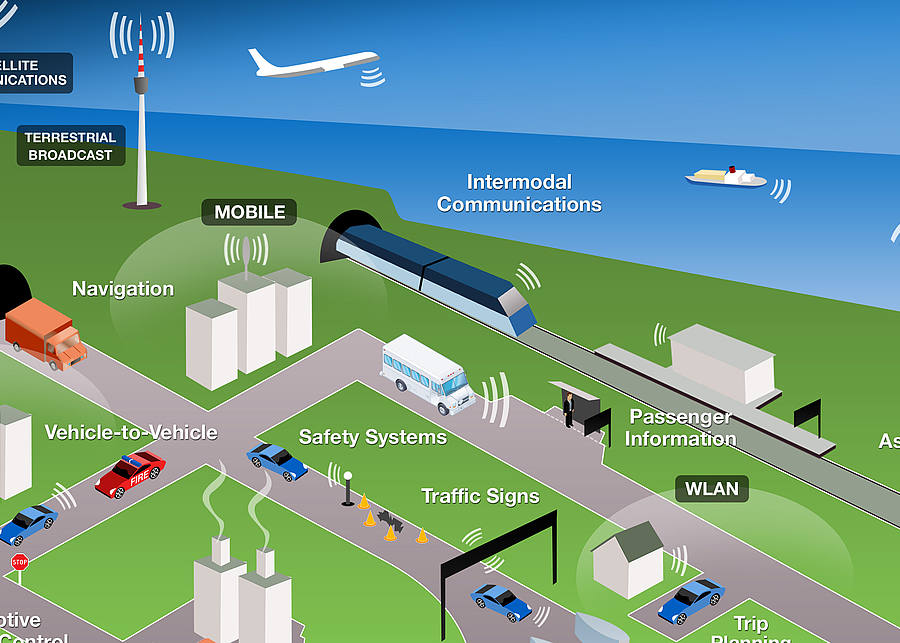 ELLITE
NICATIONS
TERRESTRIAL
BROADCAST
MOBILE
Intermodal
Communications
Navigation
Vehicle-to-Vehicle
FIRE
Safety Systems
Passenger
Information
As
Traffic Signs
WLAN
STOP
otive
Control
Trip
Planning